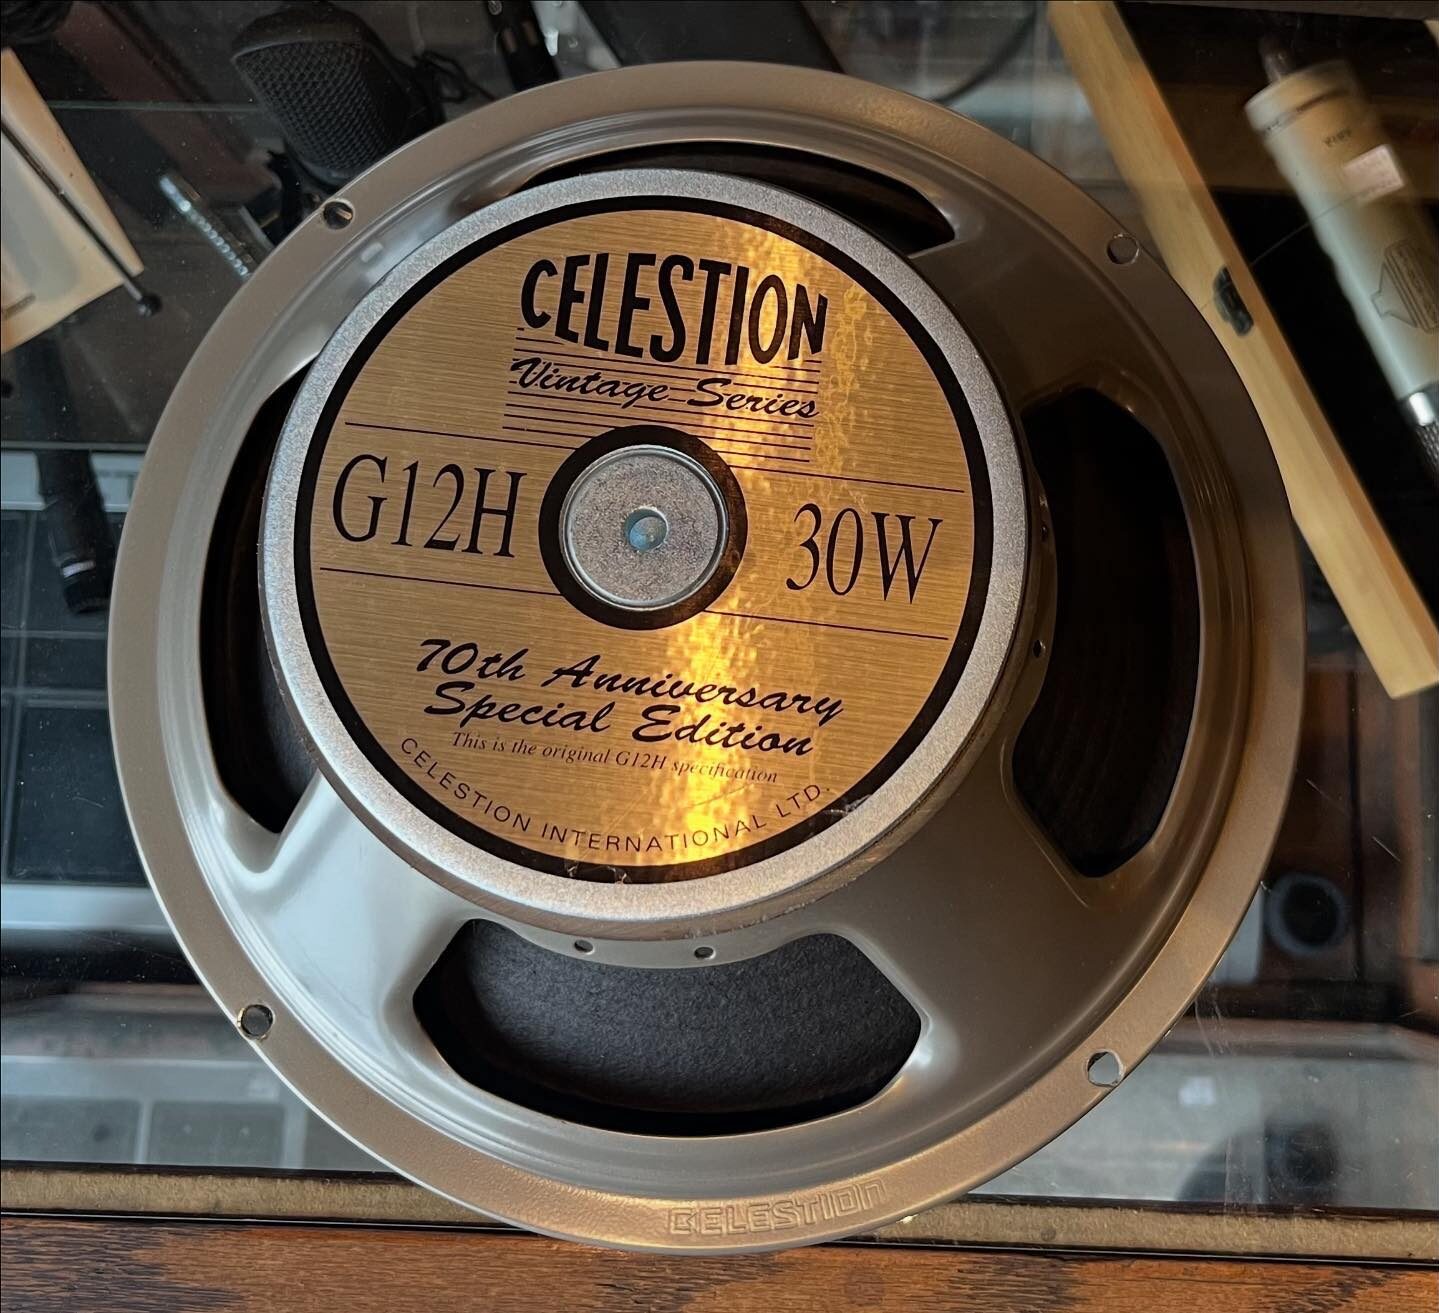 CELESTION
Vintage Series
G12H 30W
70th Anniversary
Special Edition
This is the original G12H specification
CELESTION INTERNATIONAL LTD.
CELESTION